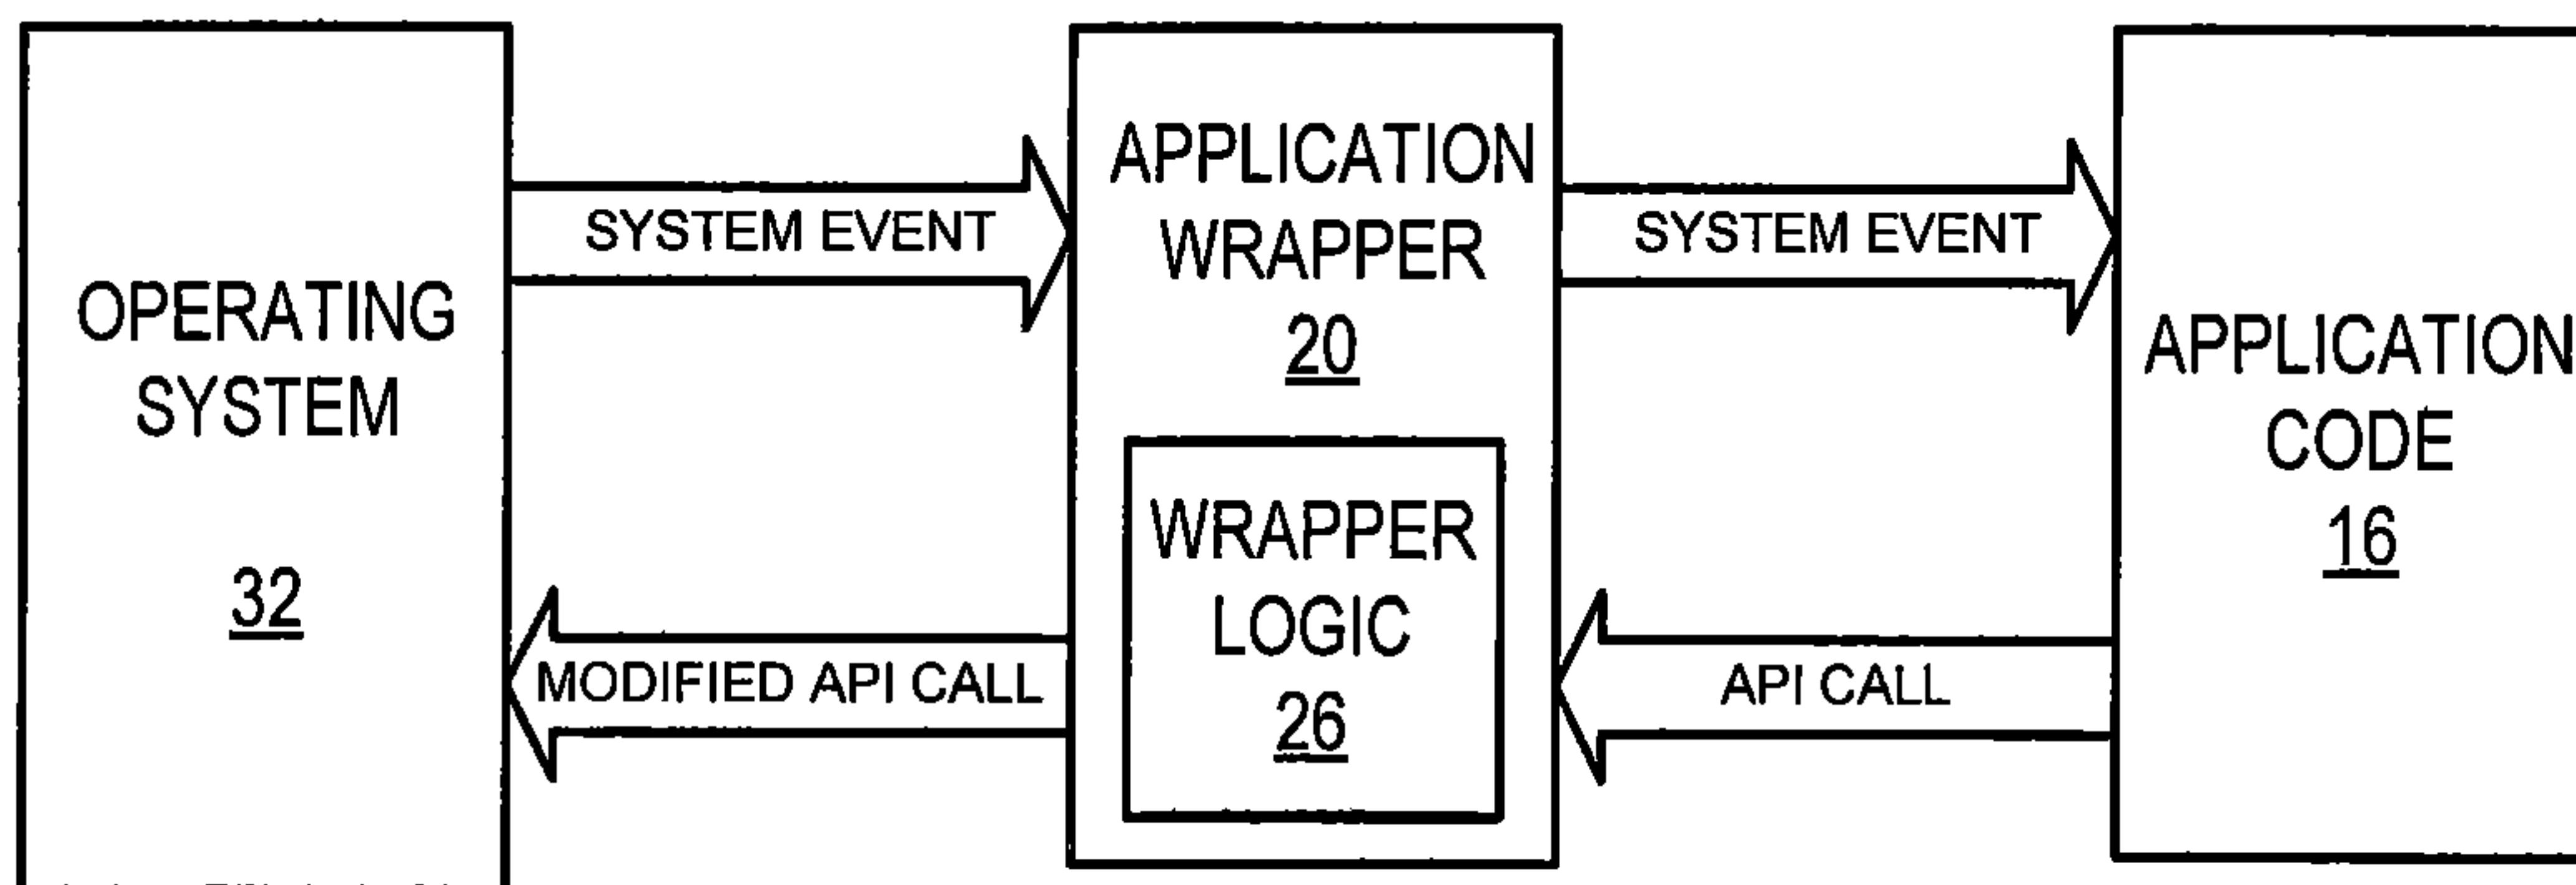 OPERATING
SYSTEM
32
SYSTEM EVENT
MODIFIED API CALL
APPLICATION
WRAPPER
20
WRAPPER
LOGIC
26
SYSTEM EVENT
API CALL
APPLICATION
CODE
16